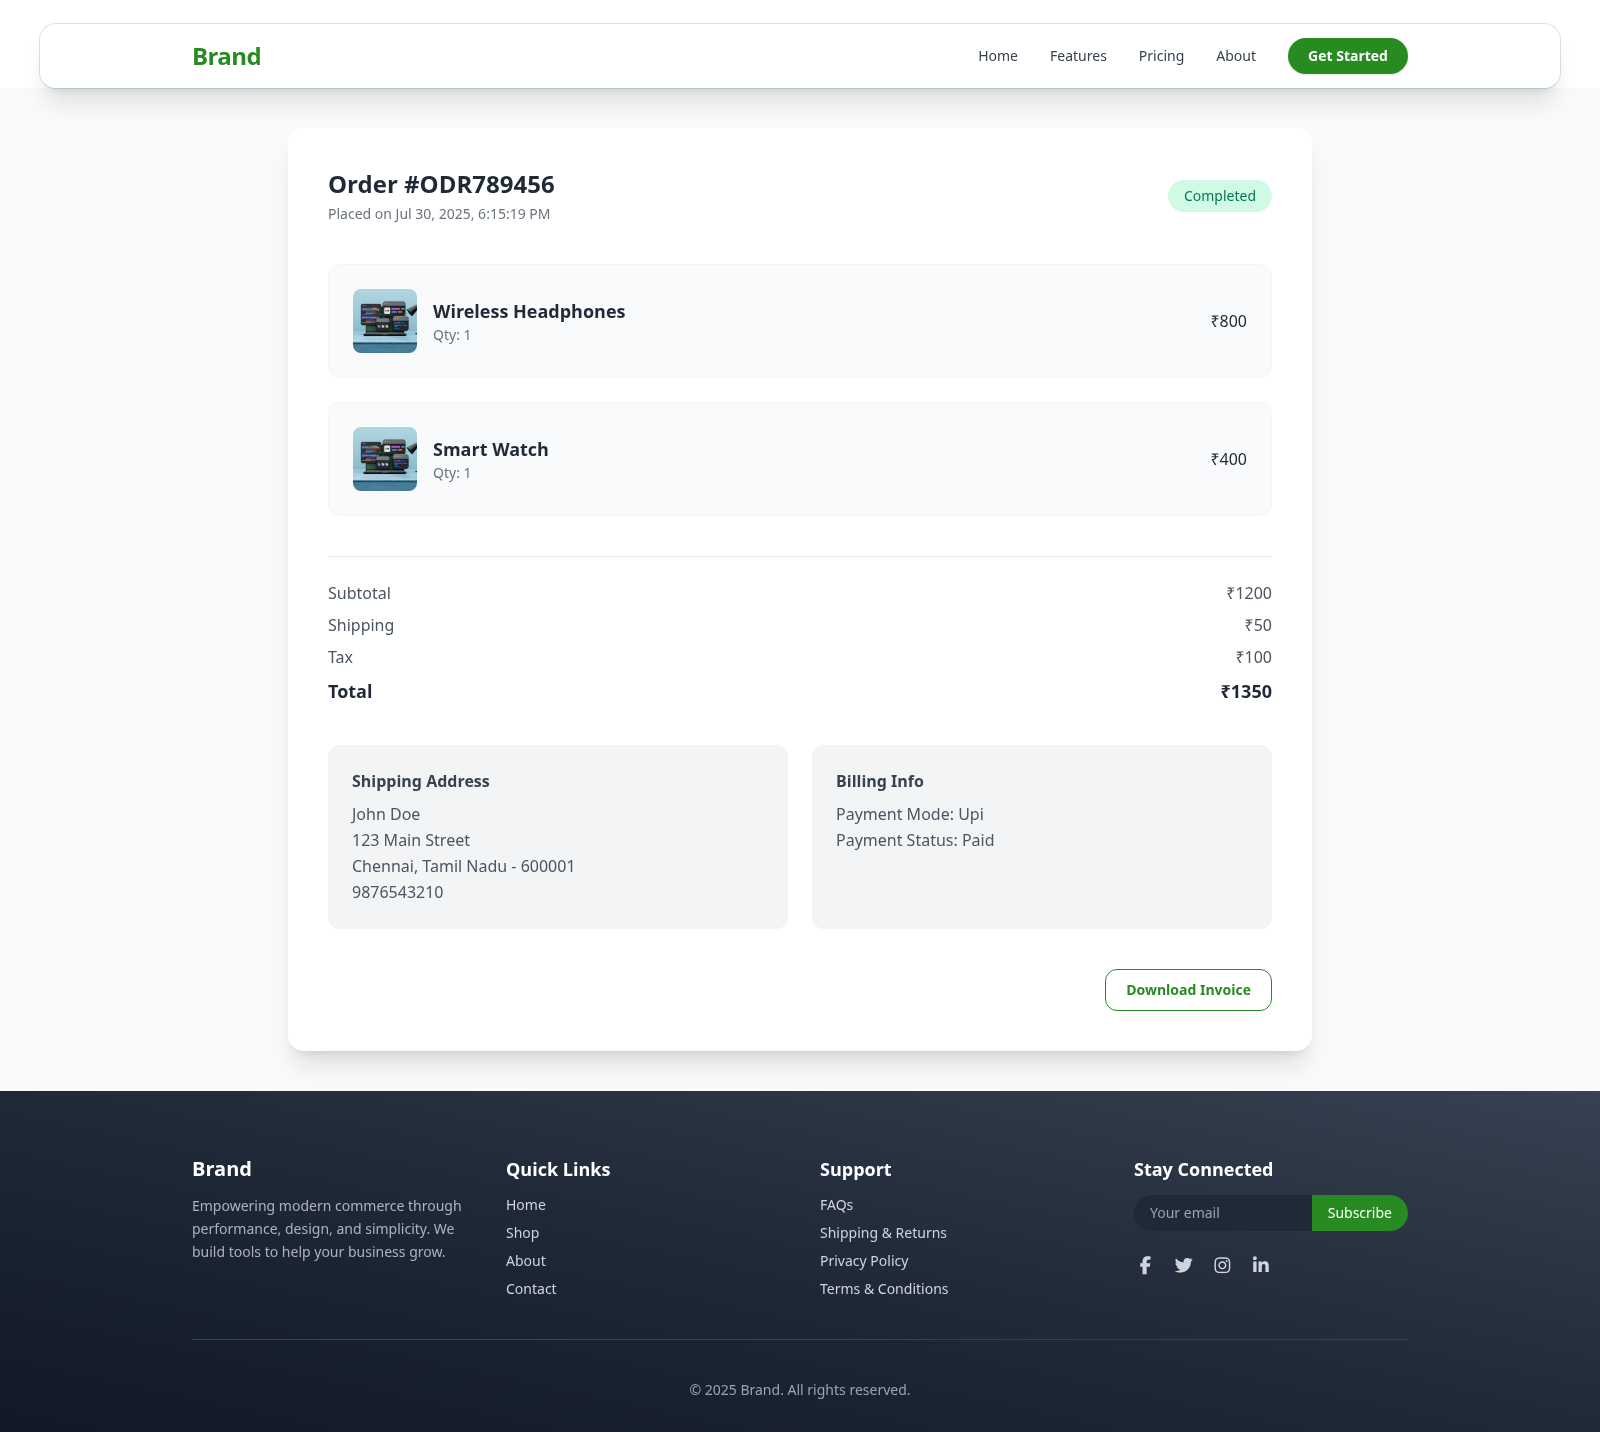 Brand
Home
Features
Pricing
About
Get Started
Order #ODR789456
Placed on Jul 30, 2025, 6:15:19 PM
Completed
Wireless Headphones
Qty: 1
₹800
Smart Watch
Qty: 1
₹400
Subtotal
₹1200
Shipping
₹50
Tax
₹100
Total
₹1350
Shipping Address
John Doe
123 Main Street
Chennai, Tamil Nadu - 600001
9876543210
Billing Info
Payment Mode: Upi
Payment Status: Paid
Download Invoice
Brand
Empowering modern commerce through
performance, design, and simplicity. We
build tools to help your business grow.
Quick Links
Home
Shop
About
Contact
Support
FAQs
Shipping & Returns
Privacy Policy
Terms & Conditions
Stay Connected
Your email
Subscribe
© 2025 Brand. All rights reserved.